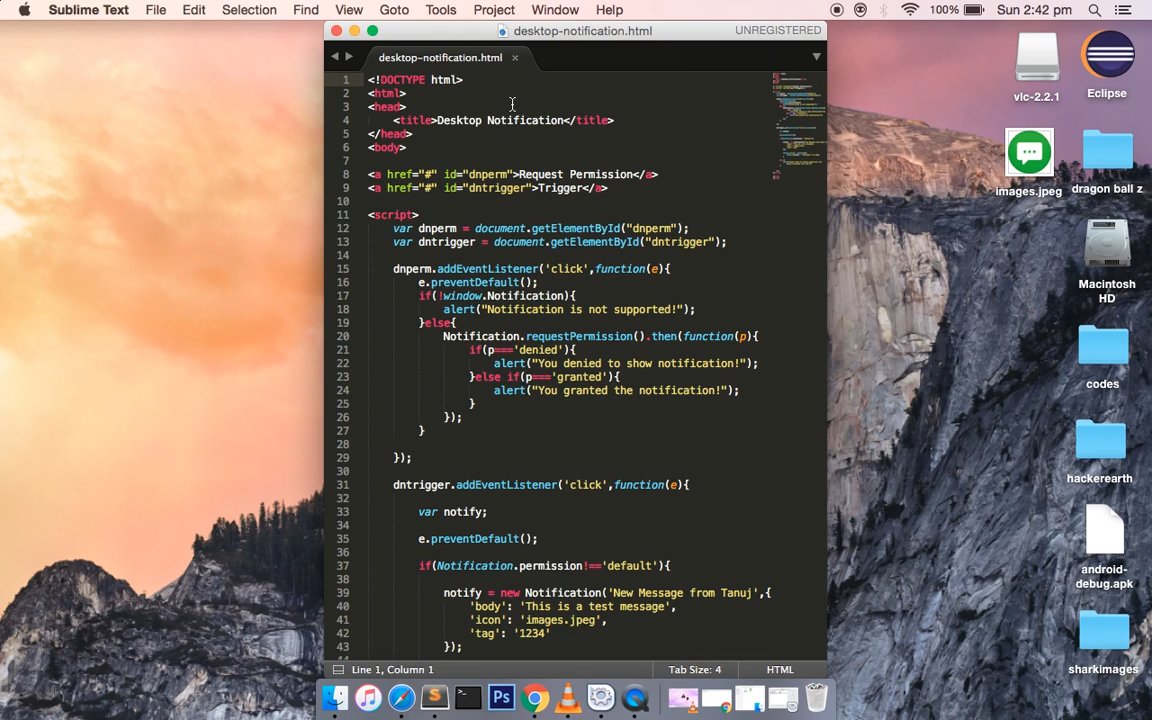 Sublime Text File Edit Selection Find View Goto Tools Project Window Help 100% Sun 2:42 pm
desktop-notification.html UNREGISTERED
desktop-notification.html ×
1 <!DOCTYPE html>
2 <html>
3 <head>
4 <title>Desktop Notification</title>
5 </head>
6 <body>
7
8 <a href="#" id="dnperm">Request Permission</a>
9 <a href="#" id="dntrigger">Trigger</a>
10
11 <script>
12 var dnperm = document.getElementById("dnperm");
13 var dntrigger = document.getElementById("dntrigger");
14
15 dnperm.addEventListener('click',function(e){
16 e.preventDefault();
17 if(!window.Notification){
18 alert("Notification is not supported!");
19 }else{
20 Notification.requestPermission().then(function(p){
21 if(p==='denied'){
22 alert("You denied to show notification!");
23 }else if(p==='granted'){
24 alert("You granted the notification!");
25 }
26 });
27 }
28
29 });
30
31 dntrigger.addEventListener('click',function(e){
32
33 var notify;
34
35 e.preventDefault();
36
37 if(Notification.permission!=='default'){
38
39 notify = new Notification('New Message from Tanuj',{
40 'body': 'This is a test message',
41 'icon': 'images.jpeg',
42 'tag': '1234'
43 });
Line 1, Column 1 Tab Size: 4 HTML
vlc-2.2.1
Eclipse
images.jpeg
dragon ball z
Macintosh
HD
codes
hackerearth
android-
debug.apk
sharkimages
Ps